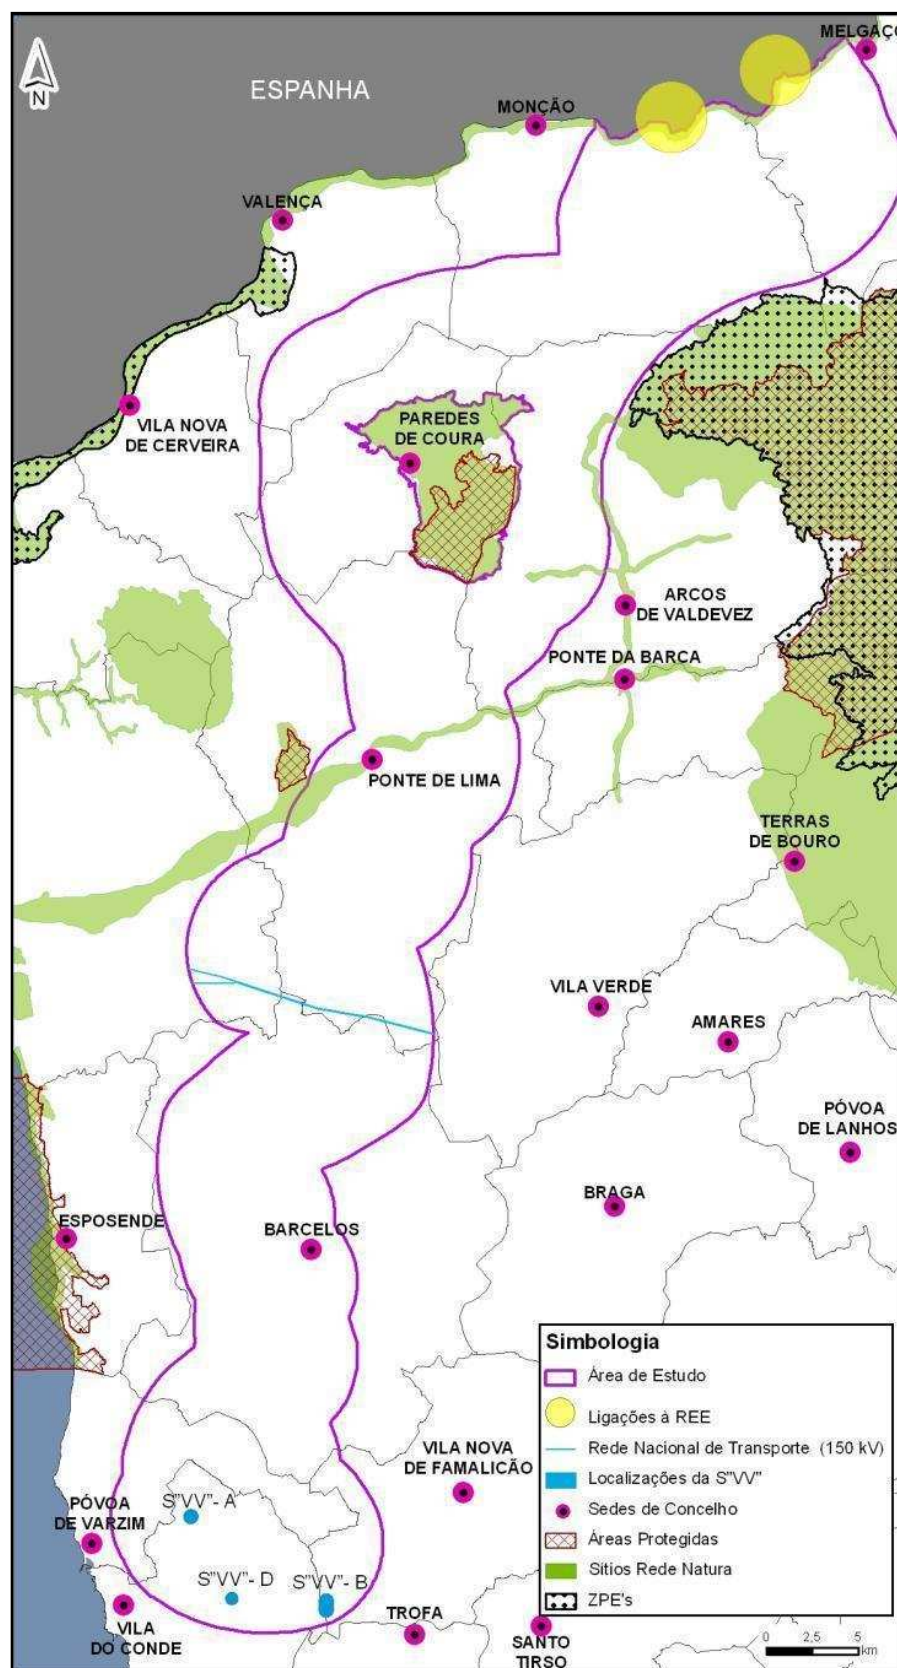 MELGAÇO
ESPANHA
N
MONÇÃO
VALENÇA
VILA NOVA
DE CERVEIRA
PAREDES
DE COURA
ARCOS
DE VALDEVEZ
PONTE DA BARCA
PONTE DE LIMA
TERRAS
DE BOURO
VILA VERDE
AMARES
PÓVOA
DE LANHOS
BRAGA
ESPOSENDE
BARCELOS
VILA NOVA
DE FAMALICÃO
S"VV"- A
PÓVOA
DE VARZIM
S"VV"- D
S"VV"- B
VILA
DO CONDE
TROFA
SANTO
TIRSO
Simbologia
Área de Estudo
Ligações à REE
Rede Nacional de Transporte (150 kV)
Localizações da S"VV"
Sedes de Concelho
Áreas Protegidas
Sítios Rede Natura
ZPE's
0 2,5 5
km